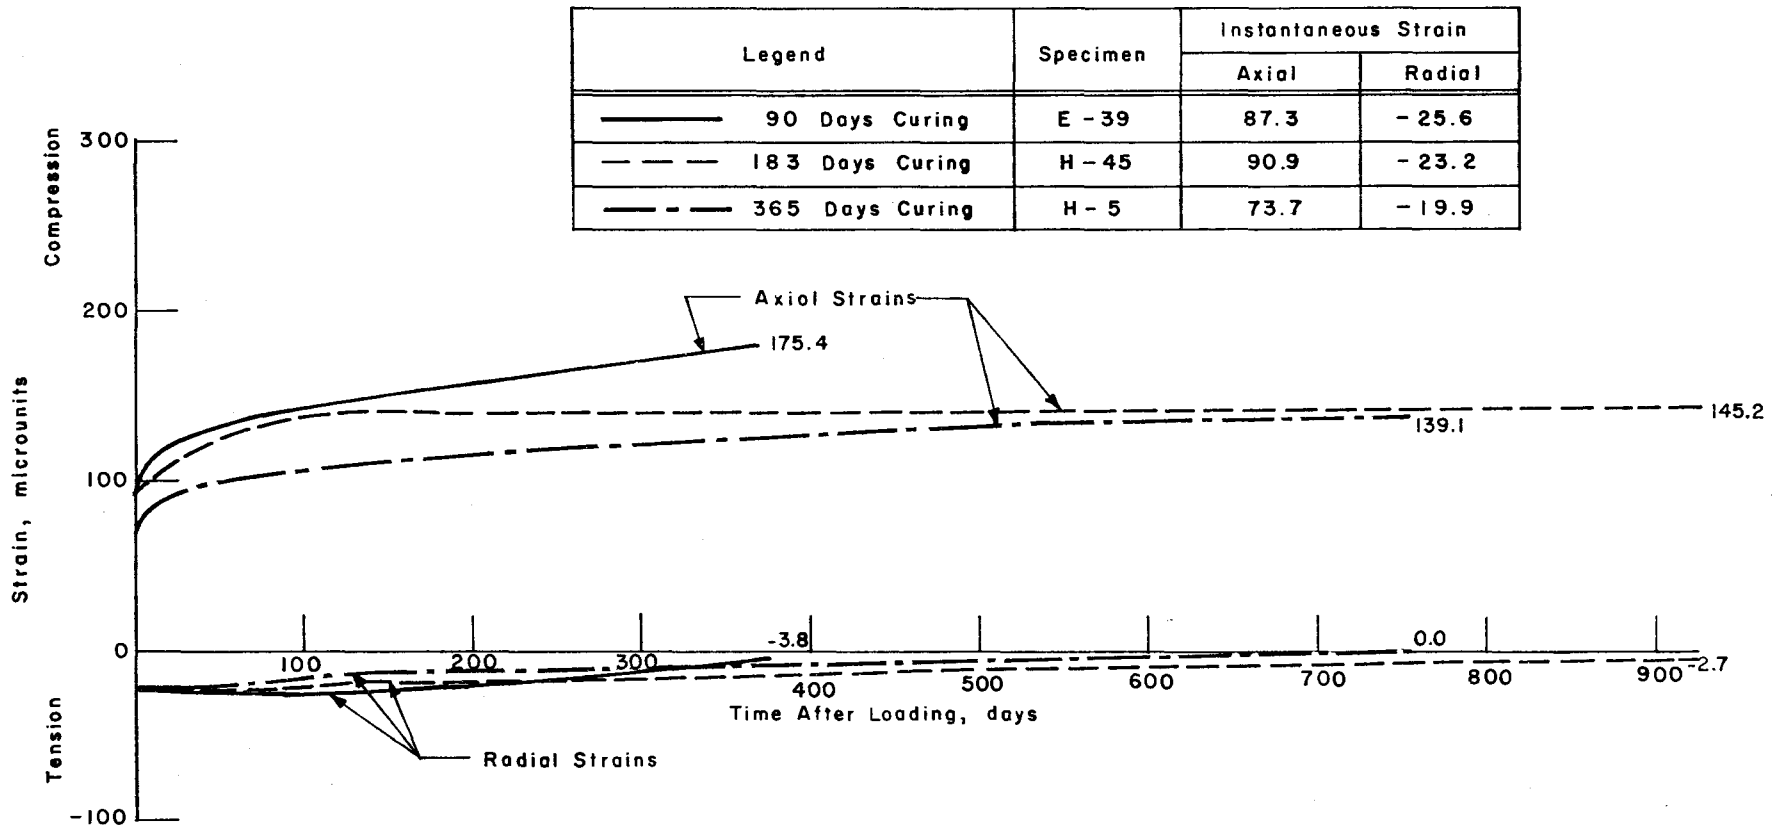 Legend Specimen Instantaneous Strain
Axial Radial
90 Days Curing E-39 87.3 -25.6
183 Days Curing H-45 90.9 -23.2
365 Days Curing H-5 73.7 -19.9
Compression
Strain, microunits
Tension
300
200
100
0
-100
Axial Strains
175.4
145.2
139.1
-3.8
0.0
-2.7
100 200 300 400 500 600 700 800 900
Time After Loading, days
Radial Strains